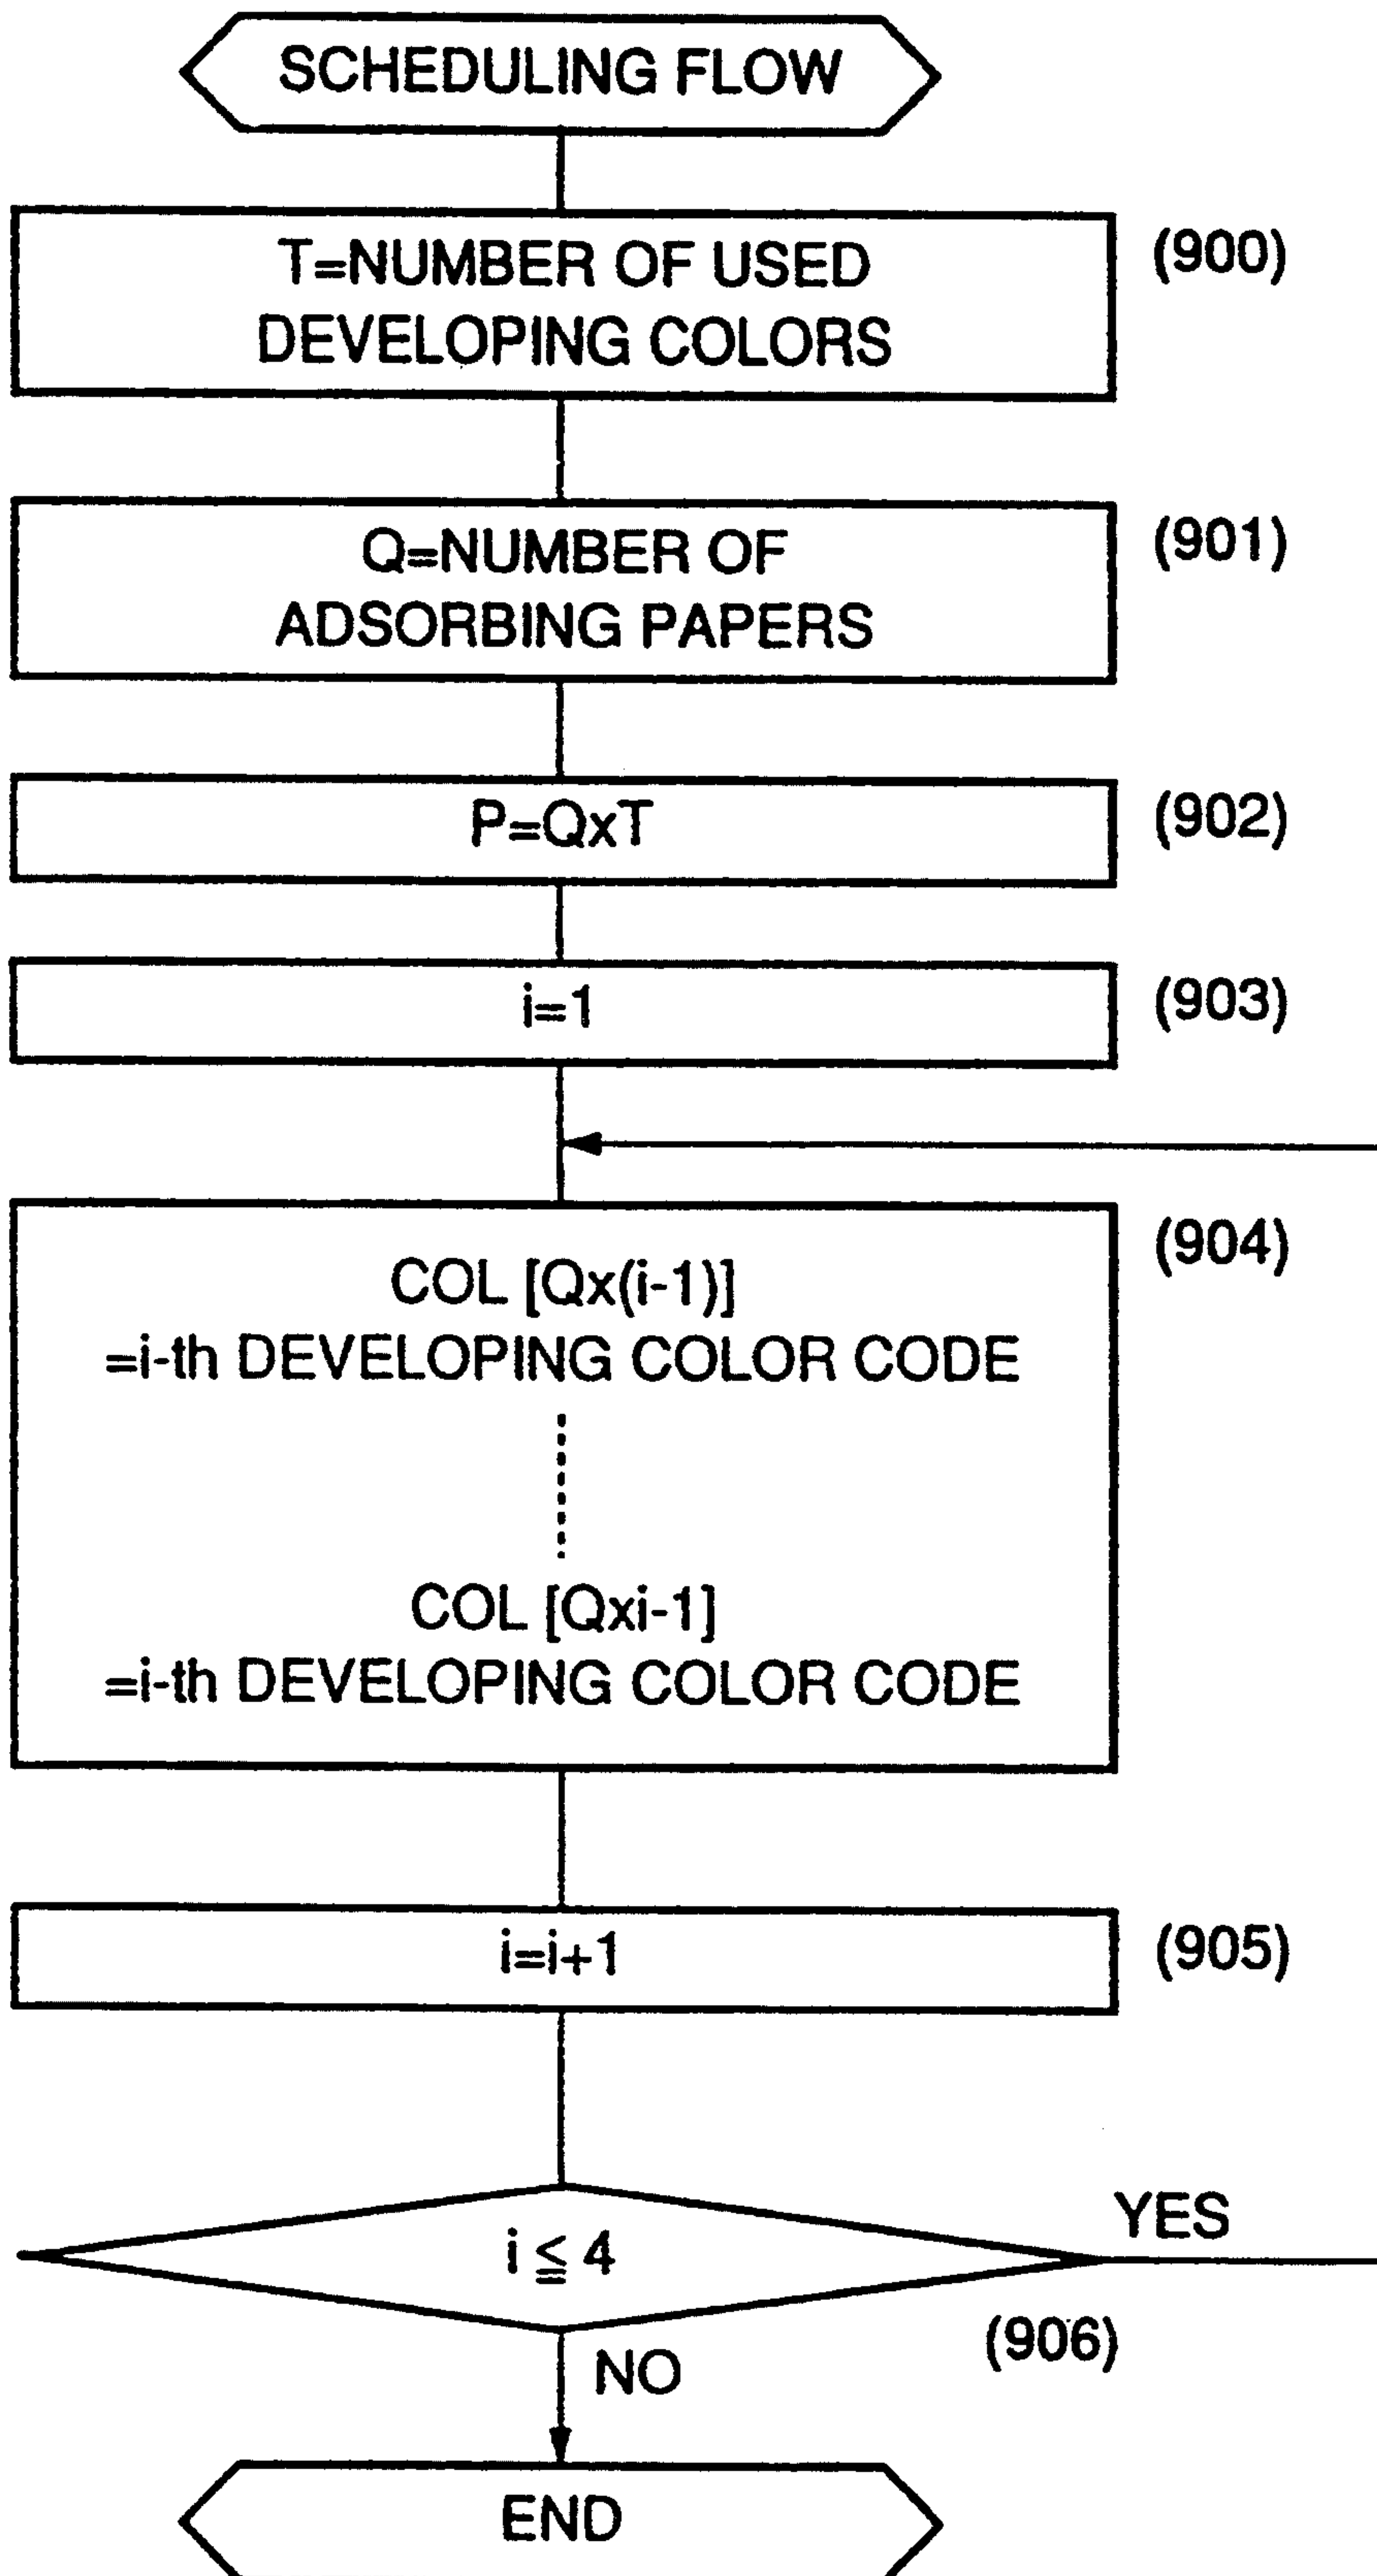 SCHEDULING FLOW
T=NUMBER OF USED
DEVELOPING COLORS
(900)
Q=NUMBER OF
ADSORBING PAPERS
(901)
P=QxT
(902)
i=1
(903)
COL [Qx(i-1)]
=i-th DEVELOPING COLOR CODE
(904)
COL [Qxi-1]
=i-th DEVELOPING COLOR CODE
i=i+1
(905)
i ≦ 4
YES
(906)
NO
END